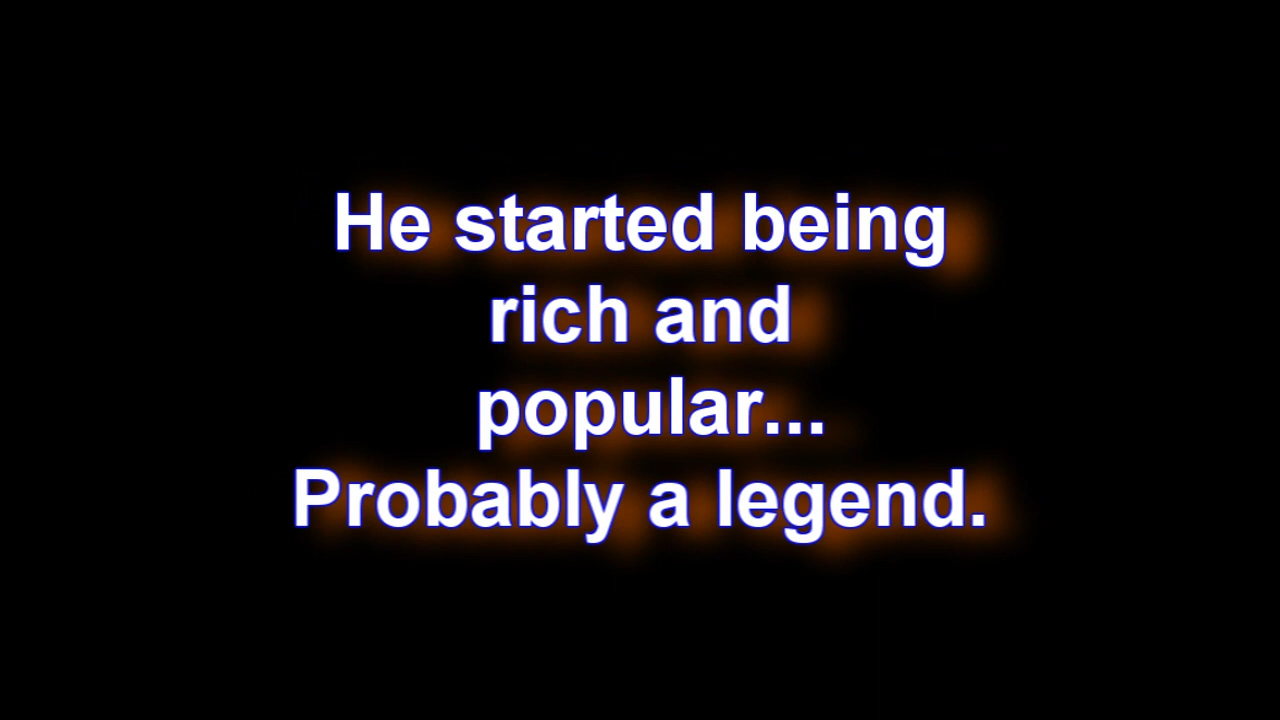 He started being
rich and
popular...
Probably a legend.